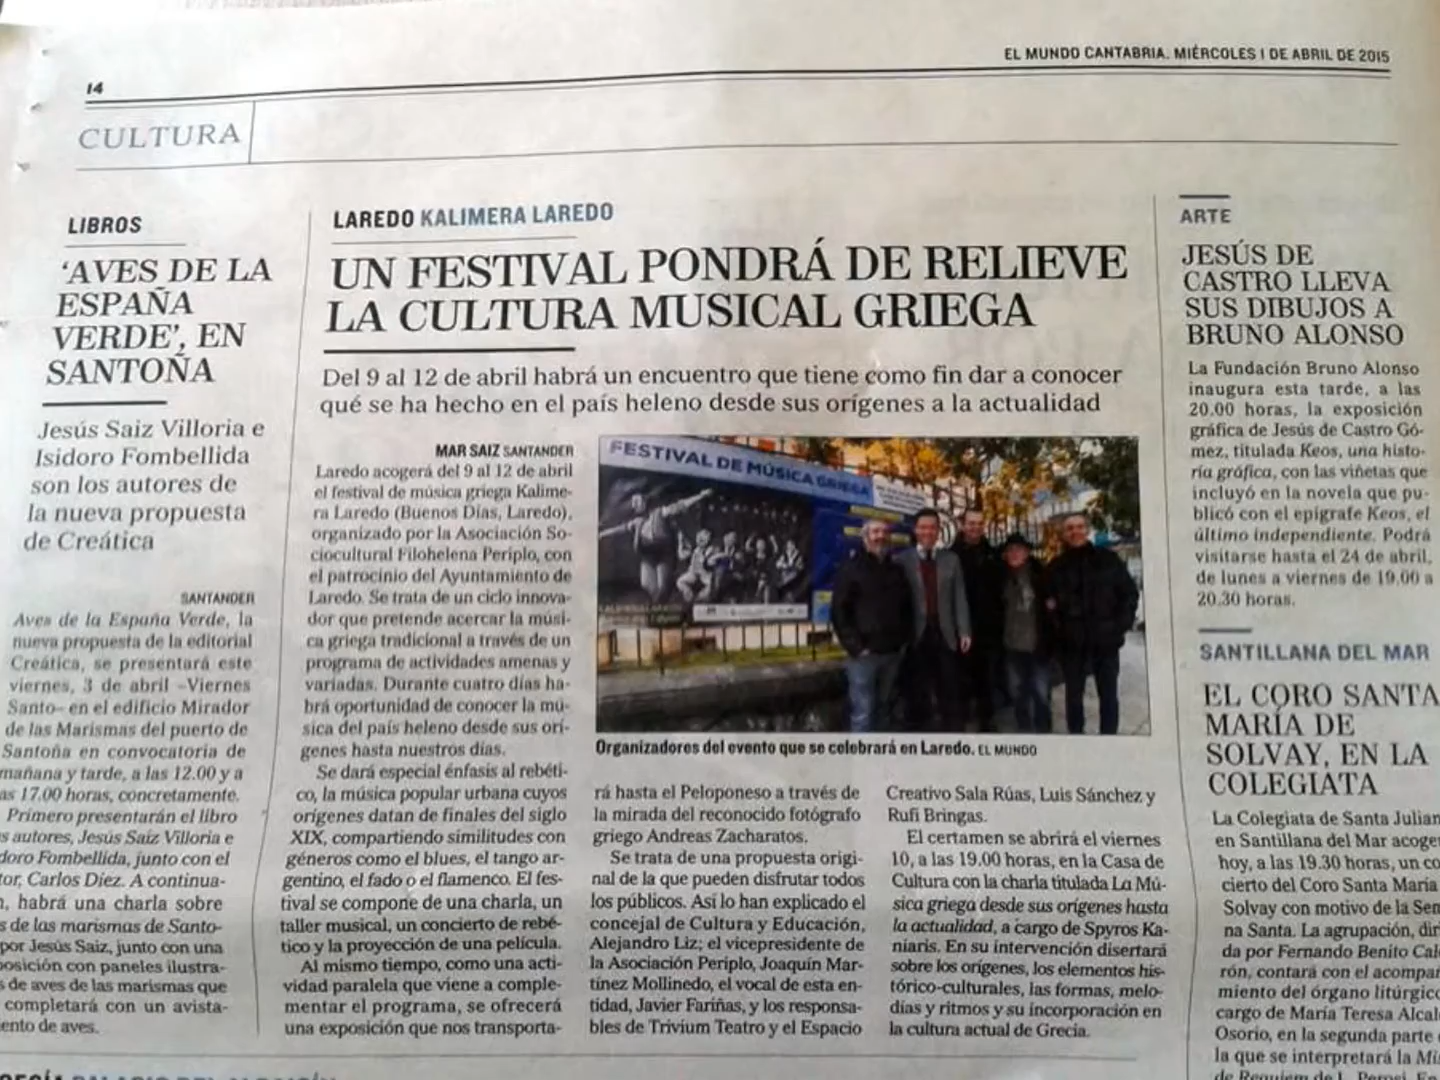 EL MUNDO CANTABRIA. MIÉRCOLES 1 DE ABRIL DE 2015
14
CULTURA
LIBROS
‘AVES DE LA
ESPAÑA
VERDE’, EN
SANTOÑA
Jesús Saiz Villoria e
Isidoro Fombellida
son los autores de
la nueva propuesta
de Creática
SANTANDER
Aves de la España Verde, la
nueva propuesta de la editorial
Creática, se presentará este
viernes, 3 de abril –Viernes
Santo– en el edificio Mirador
de las Marismas del puerto de
Santoña en convocatoria de
mañana y tarde, a las 12.00 y a
as 17.00 horas, concretamente.
Primero presentarán el libro
s autores, Jesús Saiz Villoria e
doro Fombellida, junto con el
tor, Carlos Díez. A continua-
n, habrá una charla sobre
s de las marismas de Santo-
por Jesús Saiz, junto con una
posición con paneles ilustra-
s de aves de las marismas que
completará con un avista-
ento de aves.
LAREDO KALIMERA LAREDO
UN FESTIVAL PONDRÁ DE RELIEVE
LA CULTURA MUSICAL GRIEGA
Del 9 al 12 de abril habrá un encuentro que tiene como fin dar a conocer
qué se ha hecho en el país heleno desde sus orígenes a la actualidad
MAR SAIZ SANTANDER
Laredo acogerá del 9 al 12 de abril
el festival de música griega Kalime-
ra Laredo (Buenos Días, Laredo),
organizado por la Asociación So-
ciocultural Filohelena Periplo, con
el patrocinio del Ayuntamiento de
Laredo. Se trata de un ciclo innova-
dor que pretende acercar la músi-
ca griega tradicional a través de un
programa de actividades amenas y
variadas. Durante cuatro días ha-
brá oportunidad de conocer la mú-
sica del país heleno desde sus orí-
genes hasta nuestros días.
Se dará especial énfasis al rebéti-
co, la música popular urbana cuyos
orígenes datan de finales del siglo
XIX, compartiendo similitudes con
géneros como el blues, el tango ar-
gentino, el fado o el flamenco. El fes-
tival se compone de una charla, un
taller musical, un concierto de rebé-
tico y la proyección de una película.
Al mismo tiempo, como una acti-
vidad paralela que viene a comple-
mentar el programa, se ofrecerá
una exposición que nos transporta-
FESTIVAL DE MÚSICA GRIEGA
Organizadores del evento que se celebrará en Laredo. EL MUNDO
rá hasta el Peloponeso a través de
la mirada del reconocido fotógrafo
griego Andreas Zacharatos.
Se trata de una propuesta origi-
nal de la que pueden disfrutar todos
los públicos. Así lo han explicado el
concejal de Cultura y Educación,
Alejandro Liz; el vicepresidente de
la Asociación Periplo, Joaquín Mar-
tínez Mollinedo, el vocal de esta en-
tidad, Javier Fariñas, y los responsa-
bles de Trivium Teatro y el Espacio
Creativo Sala Rúas, Luis Sánchez y
Rufi Bringas.
El certamen se abrirá el viernes
10, a las 19.00 horas, en la Casa de
Cultura con la charla titulada La Mú-
sica griega desde sus orígenes hasta
la actualidad, a cargo de Spyros Ka-
niaris. En su intervención disertará
sobre los orígenes, los elementos his-
tórico-culturales, las formas, melo-
días y ritmos y su incorporación en
la cultura actual de Grecia.
ARTE
JESÚS DE
CASTRO LLEVA
SUS DIBUJOS A
BRUNO ALONSO
La Fundación Bruno Alonso
inaugura esta tarde, a las
20.00 horas, la exposición
gráfica de Jesús de Castro Gó-
mez, titulada Keos, una histo-
ria gráfica, con las viñetas que
incluyó en la novela que pu-
blicó con el epígrafe Keos, el
último independiente. Podrá
visitarse hasta el 24 de abril,
de lunes a viernes de 19.00 a
20.30 horas.
SANTILLANA DEL MAR
EL CORO SANTA
MARÍA DE
SOLVAY, EN LA
COLEGIATA
La Colegiata de Santa Julian
en Santillana del Mar acoge
hoy, a las 19.30 horas, un co
cierto del Coro Santa María
Solvay con motivo de la Sem
na Santa. La agrupación, diri
da por Fernando Benito Cal
rón, contará con el acompa
miento del órgano litúrgico
cargo de María Teresa Alcal
Osorio, en la segunda parte
la que se interpretará la Mi
de Requiem de L. Perosi. En